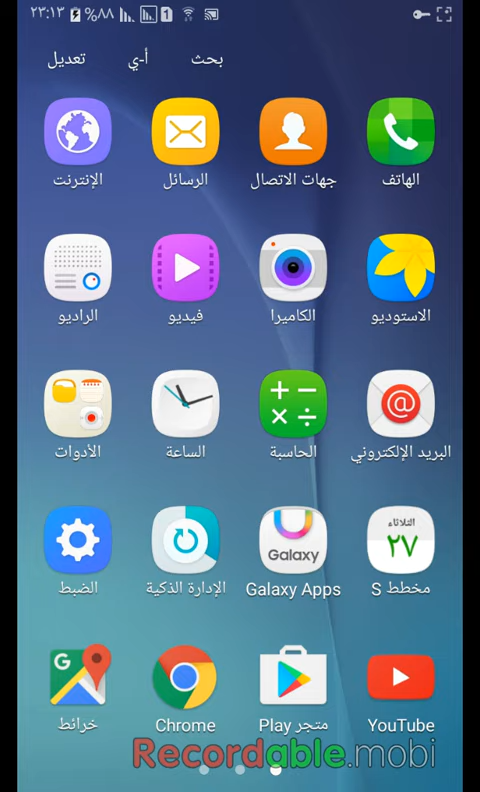 ٢٣:١٣ %٨٨ 1
بحث أ-ي تعديل
الهاتف جهات الاتصال الرسائل الإنترنت
الاستوديو الكاميرا فيديو الراديو
البريد الإلكتروني الحاسبة الساعة الأدوات
الثلاثاء
٢٧
Galaxy
مخطط S Galaxy Apps الإدارة الذكية الضبط
G
YouTube متجر Play Chrome خرائط
Recordable.mobi